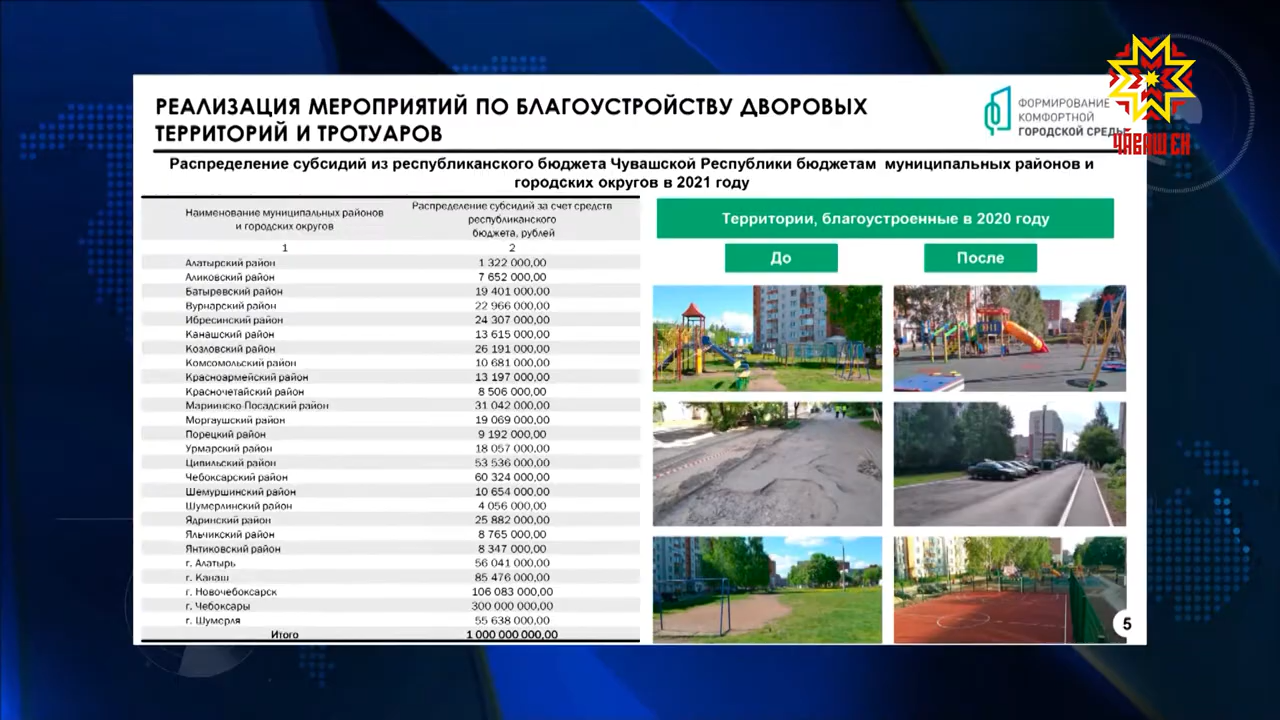 РЕАЛИЗАЦИЯ МЕРОПРИЯТИЙ ПО БЛАГОУСТРОЙСТВУ ДВОРОВЫХ
ТЕРРИТОРИЙ И ТРОТУАРОВ
ФОРМИРОВАНИЕ
КОМФОРТНОЙ
ГОРОДСКОЙ СРЕДЫ
ЧӐВАШ ЕН
Распределение субсидий из республиканского бюджета Чувашской Республики бюджетам муниципальных районов и
городских округов в 2021 году
Наименование муниципальных районов
и городских округов
Распределение субсидий за счет средств
республиканского
бюджета, рублей
1 2
Алатырский район 1 322 000,00
Аликовский район 7 652 000,00
Батыревский район 19 401 000,00
Вурнарский район 22 966 000,00
Ибресинский район 24 307 000,00
Канашский район 13 615 000,00
Козловский район 26 191 000,00
Комсомольский район 10 681 000,00
Красноармейский район 13 197 000,00
Красночетайский район 8 506 000,00
Мариинско-Посадский район 31 042 000,00
Моргаушский район 19 069 000,00
Порецкий район 9 192 000,00
Урмарский район 18 057 000,00
Цивильский район 53 536 000,00
Чебоксарский район 60 324 000,00
Шемуршинский район 10 654 000,00
Шумерлинский район 4 056 000,00
Ядринский район 25 882 000,00
Яльчикский район 8 765 000,00
Янтиковский район 8 347 000,00
г. Алатырь 56 041 000,00
г. Канаш 85 476 000,00
г. Новочебоксарск 106 083 000,00
г. Чебоксары 300 000 000,00
г. Шумерля 55 638 000,00
Итого 1 000 000 000,00
Территории, благоустроенные в 2020 году
До
После
5